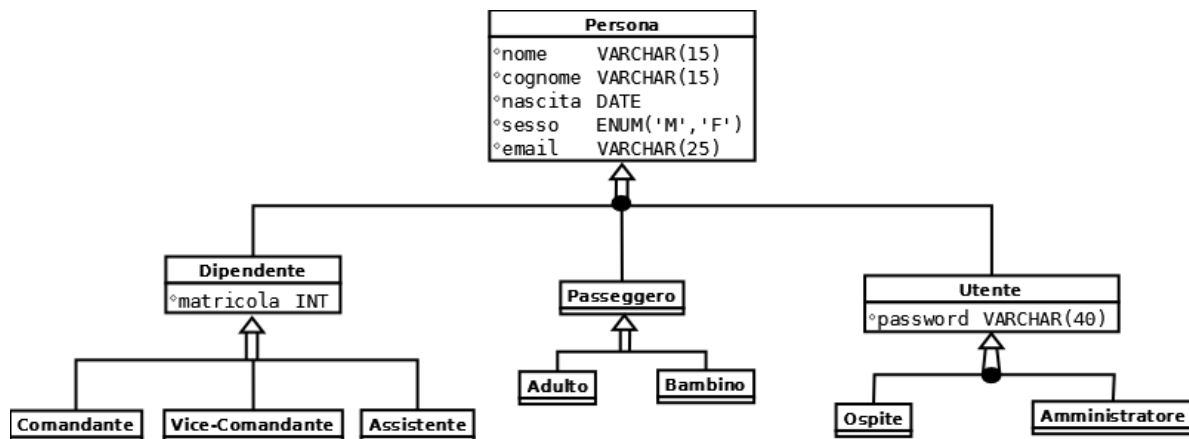 Persona
◇nome VARCHAR(15)
◇cognome VARCHAR(15)
◇nascita DATE
◇sesso ENUM('M','F')
◇email VARCHAR(25)
Dipendente
◇matricola INT
Passeggero
Utente
◇password VARCHAR(40)
Comandante
Vice-Comandante
Assistente
Adulto
Bambino
Ospite
Amministratore